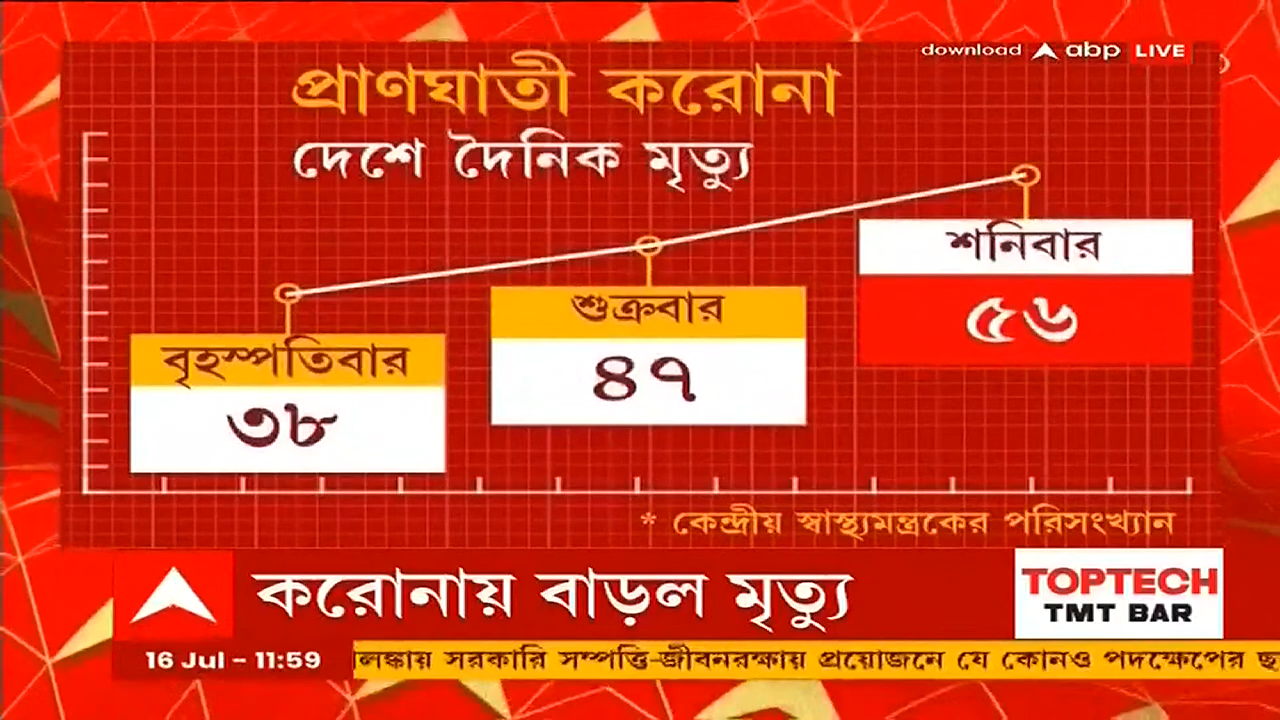 download abp LIVE
প্রাণঘাতী করোনা
দেশে দৈনিক মৃত্যু
শনিবার
৫৬
শুক্রবার
৪৭
বৃহস্পতিবার
৩৮
* কেন্দ্রীয় স্বাস্থ্যমন্ত্রকের পরিসংখ্যান
করোনায় বাড়ল মৃত্যু
TOPTECH
TMT BAR
16 Jul - 11:59
লঙ্কায় সরকারি সম্পত্তি-জীবনরক্ষায় প্রয়োজনে যে কোনও পদক্ষেপের